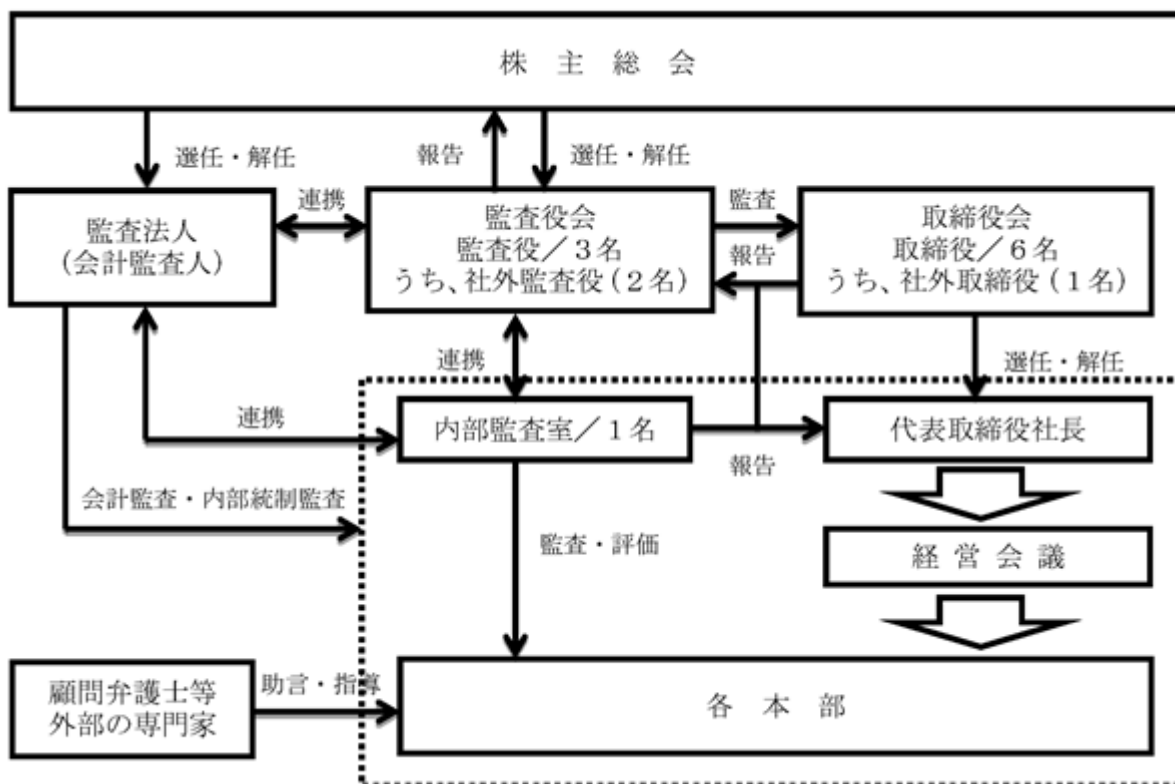 株主総会
選任・解任
報告
選任・解任
監査法人
(会計監査人)
連携
監査役会
監査役／3名
うち、社外監査役(2名)
監査
報告
取締役会
取締役／6名
うち、社外取締役(1名)
連携
選任・解任
連携
内部監査室／1名
報告
代表取締役社長
会計監査・内部統制監査
監査・評価
経営会議
顧問弁護士等
外部の専門家
助言・指導
各本部